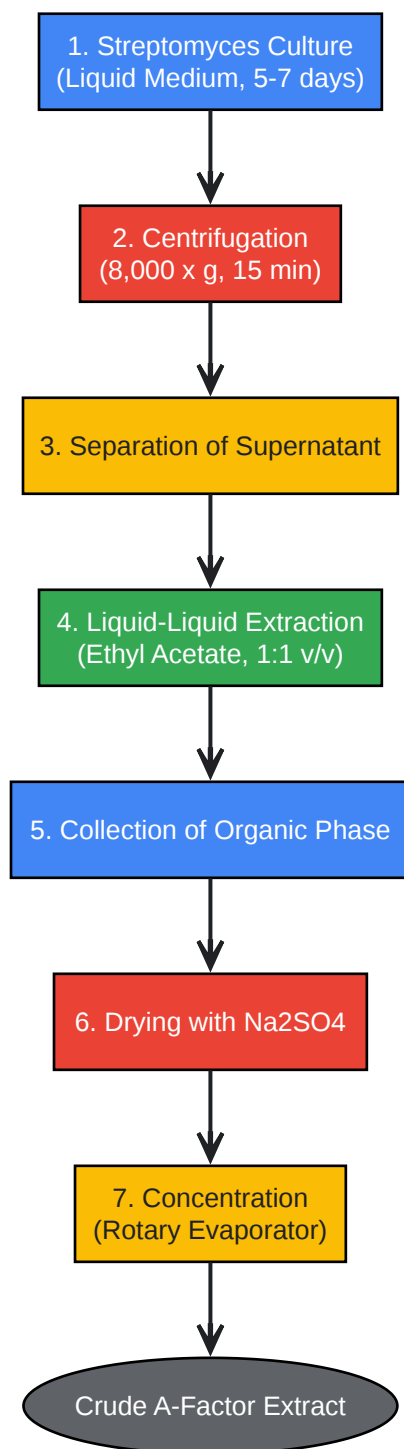 1. Streptomyces Culture
(Liquid Medium, 5-7 days)
2. Centrifugation
(8,000 x g, 15 min)
3. Separation of Supernatant
4. Liquid-Liquid Extraction
(Ethyl Acetate, 1:1 v/v)
5. Collection of Organic Phase
6. Drying with Na2SO4
7. Concentration
(Rotary Evaporator)
Crude A-Factor Extract